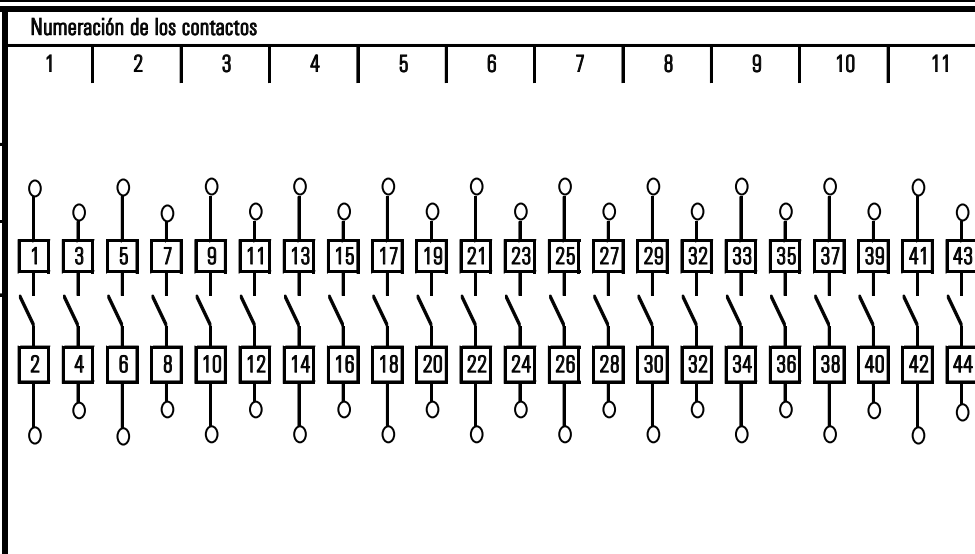 Numeración de los contactos
1 2 3 4 5 6 7 8 9 10 11
1 3 5 7 9 11 13 15 17 19 21 23 25 27 29 32 33 35 37 39 41 43
2 4 6 8 10 12 14 16 18 20 22 24 26 28 30 32 34 36 38 40 42 44